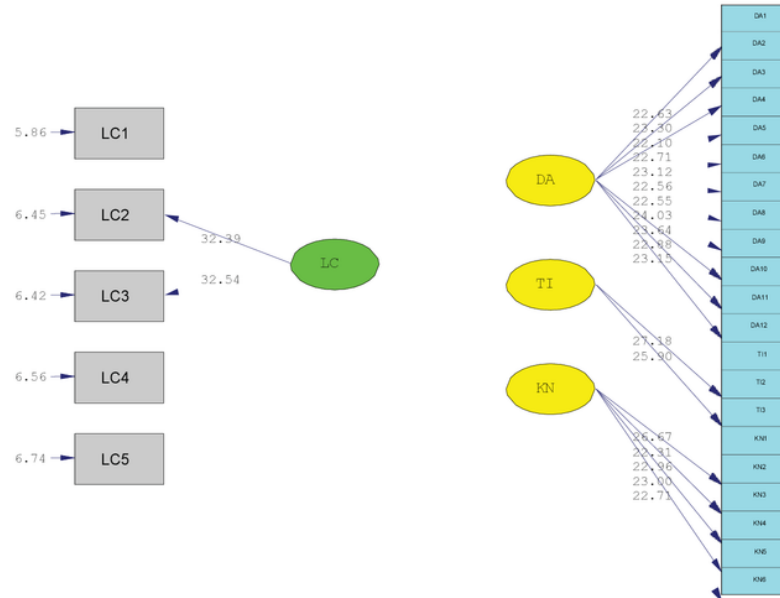 5.86
LC1
6.45
LC2
6.42
LC3
6.56
LC4
6.74
LC5
32.39
32.54
LC
DA
TI
KN
22.63
23.30
22.10
22.71
23.12
22.56
22.55
24.03
23.64
22.88
23.15
27.18
25.90
26.67
22.31
22.96
23.00
22.71
DA1
DA2
DA3
DA4
DA5
DA6
DA7
DA8
DA9
DA10
DA11
DA12
TI1
TI2
TI3
KN1
KN2
KN3
KN4
KN5
KN6